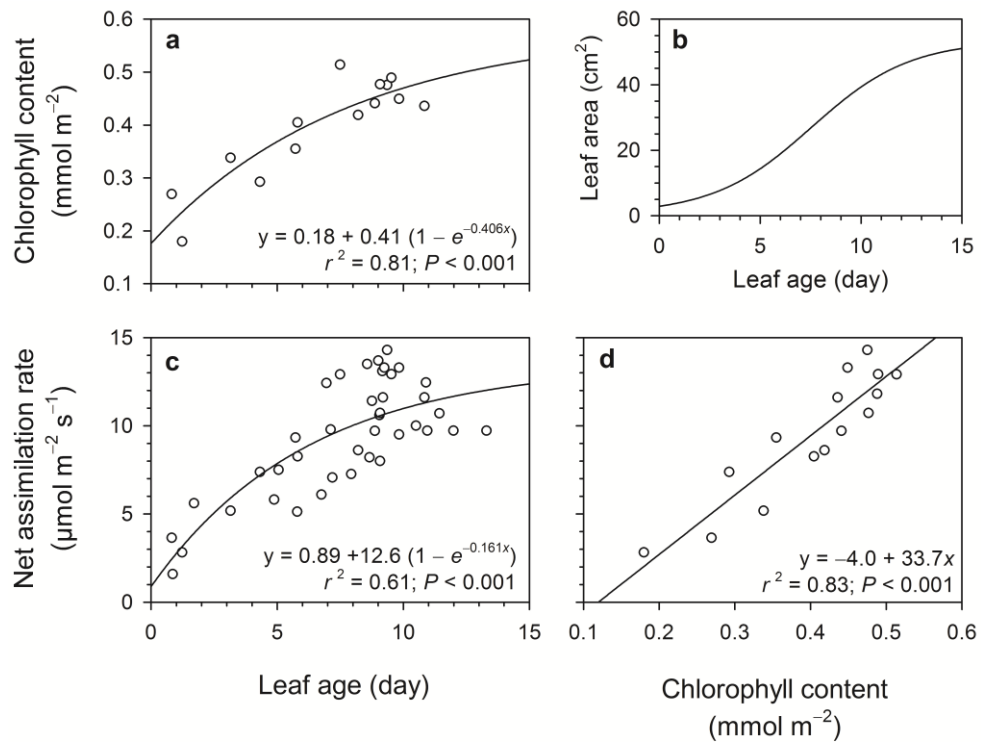 a
Chlorophyll content
(mmol m⁻²)
0.6
0.5
0.4
0.3
0.2
0.1
y = 0.18 + 0.41 (1 − e^−0.406x)
r² = 0.81; P < 0.001
0
5
10
15
b
Leaf area (cm²)
60
40
20
0
0
5
10
15
Leaf age (day)
c
Net assimilation rate
(µmol m⁻² s⁻¹)
15
10
5
0
y = 0.89 +12.6 (1 − e^−0.161x)
r² = 0.61; P < 0.001
0
5
10
15
Leaf age (day)
d
y = −4.0 + 33.7x
r² = 0.83; P < 0.001
0.1
0.2
0.3
0.4
0.5
0.6
Chlorophyll content
(mmol m⁻²)